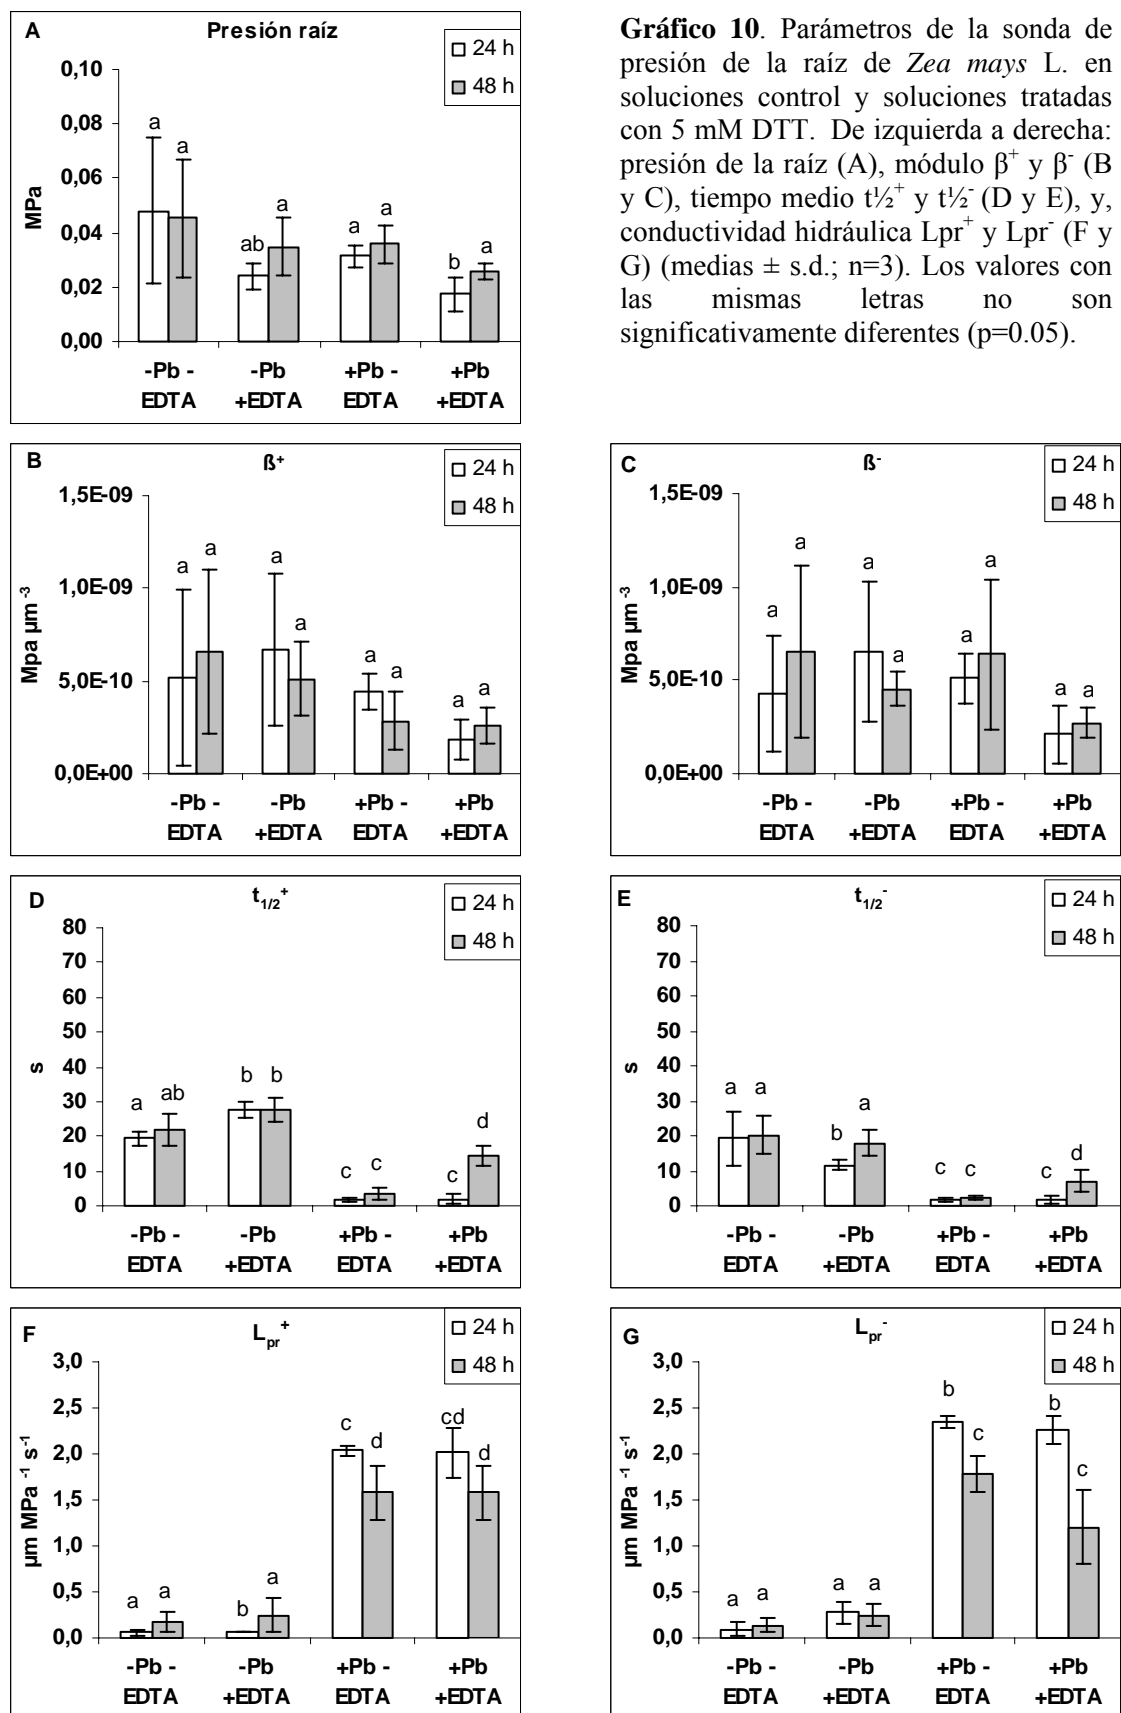 A
Presión raíz
24 h
48 h
0,10
0,08
0,06
0,04
0,02
0,00
MPa
a
a
ab
a
a
a
b
a
-Pb - -Pb +Pb - +Pb
EDTA +EDTA EDTA +EDTA
Gráfico 10. Parámetros de la sonda de
presión de la raíz de Zea mays L. en
soluciones control y soluciones tratadas
con 5 mM DTT. De izquierda a derecha:
presión de la raíz (A), módulo β⁺ y β⁻ (B
y C), tiempo medio t½⁺ y t½⁻ (D y E), y,
conductividad hidráulica Lpr⁺ y Lpr⁻ (F y
G) (medias ± s.d.; n=3). Los valores con
las mismas letras no son
significativamente diferentes (p=0.05).
B
ß⁺
24 h
48 h
1,5E-09
1,0E-09
5,0E-10
0,0E+00
Mpa µm⁻³
a
a
a
a
a
a
a
a
-Pb - -Pb +Pb - +Pb
EDTA +EDTA EDTA +EDTA
C
ß⁻
24 h
48 h
1,5E-09
1,0E-09
5,0E-10
0,0E+00
Mpa µm⁻³
a
a
a
a
a
a
a
a
-Pb - -Pb +Pb - +Pb
EDTA +EDTA EDTA +EDTA
D
t₁/₂⁺
24 h
48 h
80
70
60
50
40
30
20
10
0
s
a
ab
b
b
c
c
c
d
-Pb - -Pb +Pb - +Pb
EDTA +EDTA EDTA +EDTA
E
t₁/₂⁻
24 h
48 h
80
70
60
50
40
30
20
10
0
s
a
a
b
a
c
c
c
d
-Pb - -Pb +Pb - +Pb
EDTA +EDTA EDTA +EDTA
F
Lpr⁺
24 h
48 h
3,0
2,5
2,0
1,5
1,0
0,5
0,0
µm MPa ⁻¹ s⁻¹
a
a
b
a
c
d
cd
d
-Pb - -Pb +Pb - +Pb
EDTA +EDTA EDTA +EDTA
G
Lpr⁻
24 h
48 h
3,0
2,5
2,0
1,5
1,0
0,5
0,0
µm MPa ⁻¹ s⁻¹
a
a
a
a
b
c
b
c
-Pb - -Pb +Pb - +Pb
EDTA +EDTA EDTA +EDTA